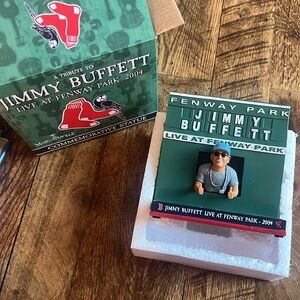 A TRIBUTE TO
JIMMY BUFFETT
LIVE AT FENWAY PARK 2004
MARGARITAVILLE
COMMEMORATIVE STATUE
FENWAY PARK
JIMMY
BUFFETT
LIVE AT FENWAY PARK
JIMMY BUFFETT LIVE AT FENWAY PARK - 2004